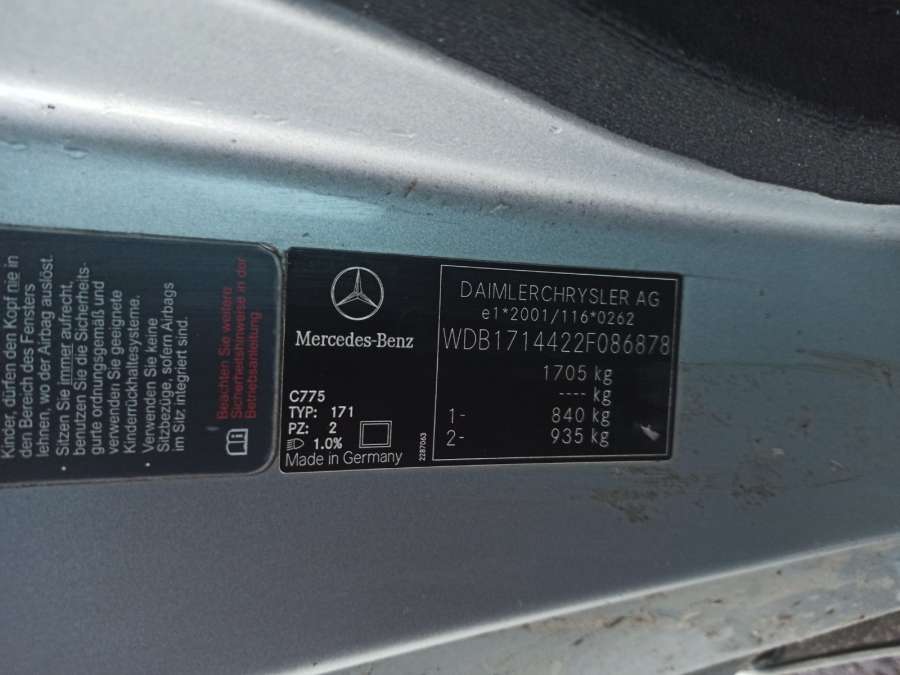 Kinder, dürfen den Kopf nie in
den Bereich des Fensters
lehnen, wo der Airbag auslöst.
Sitzen Sie immer aufrecht,
benutzen Sie die Sicherheits-
gurte ordnungsgemäß und
verwenden Sie geeignete
Kinderrückhaltesysteme.
Verwenden Sie keine
Sitzbezüge, sofern Airbags
im Sitz integriert sind.
Beachten Sie weitere
Sicherheitshinweise in der
Betriebsanleitung
Mercedes-Benz
C775
TYP: 171
PZ: 2
1.0%
Made in Germany
2287063
DAIMLERCHRYSLER AG
e1*2001/116*0262
WDB1714422F086878
1705 kg
---- kg
1- 840 kg
2- 935 kg